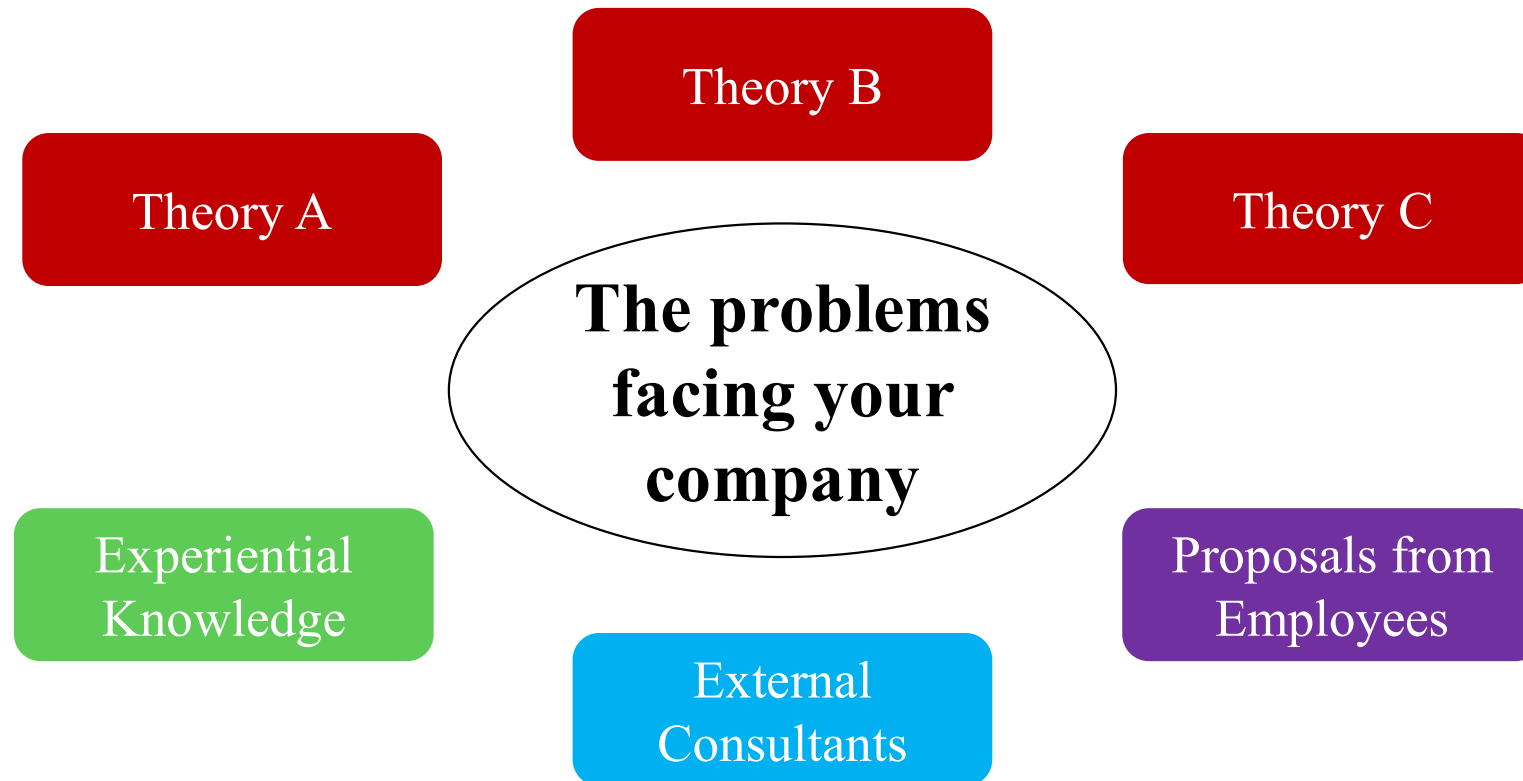 Theory B
Theory A
Theory C
The problems
facing your
company
Experiential
Knowledge
Proposals from
Employees
External
Consultants